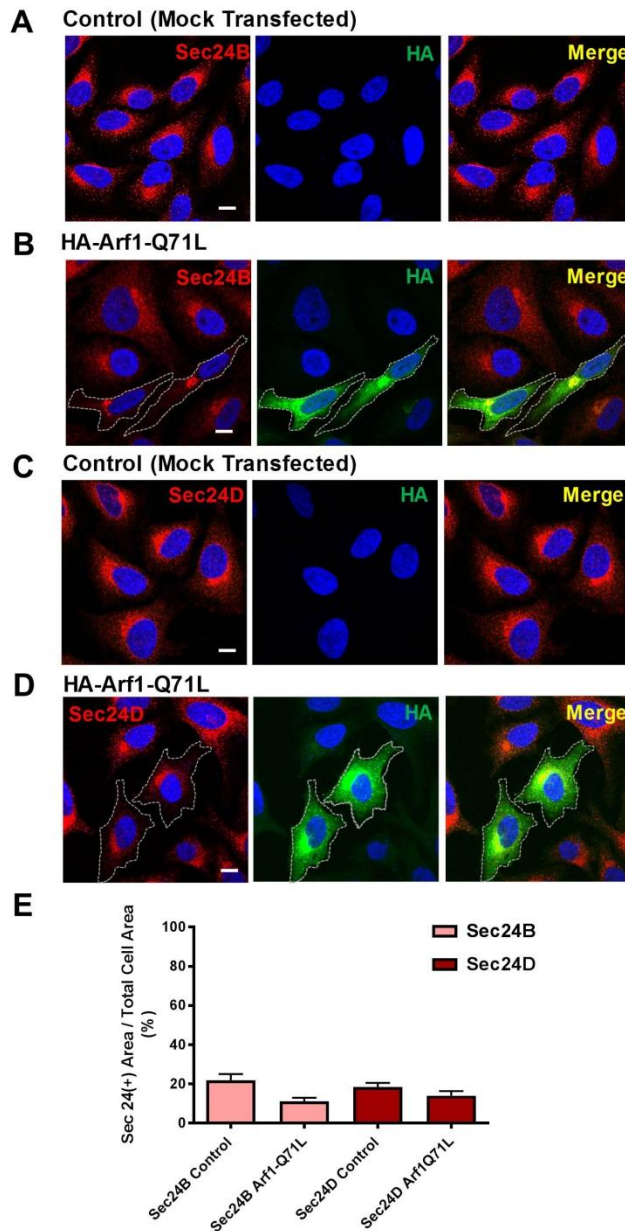 A Control (Mock Transfected)
Sec24B HA Merge
B HA-Arf1-Q71L
Sec24B HA Merge
C Control (Mock Transfected)
Sec24D HA Merge
D HA-Arf1-Q71L
Sec24D HA Merge
E
Sec 24(+) Area / Total Cell Area
(%)
100
80
60
40
20
0
Sec24B
Sec24D
Sec24B Control
Sec24B Arf1-Q71L
Sec24D Control
Sec24D Arf1Q71L